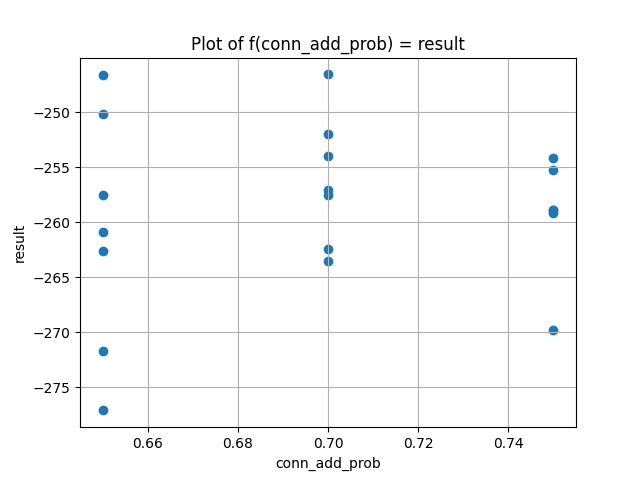 Plot of f(conn_add_prob) = result
−250
−255
−260
−265
−270
−275
result
0.66 0.68 0.70 0.72 0.74
conn_add_prob